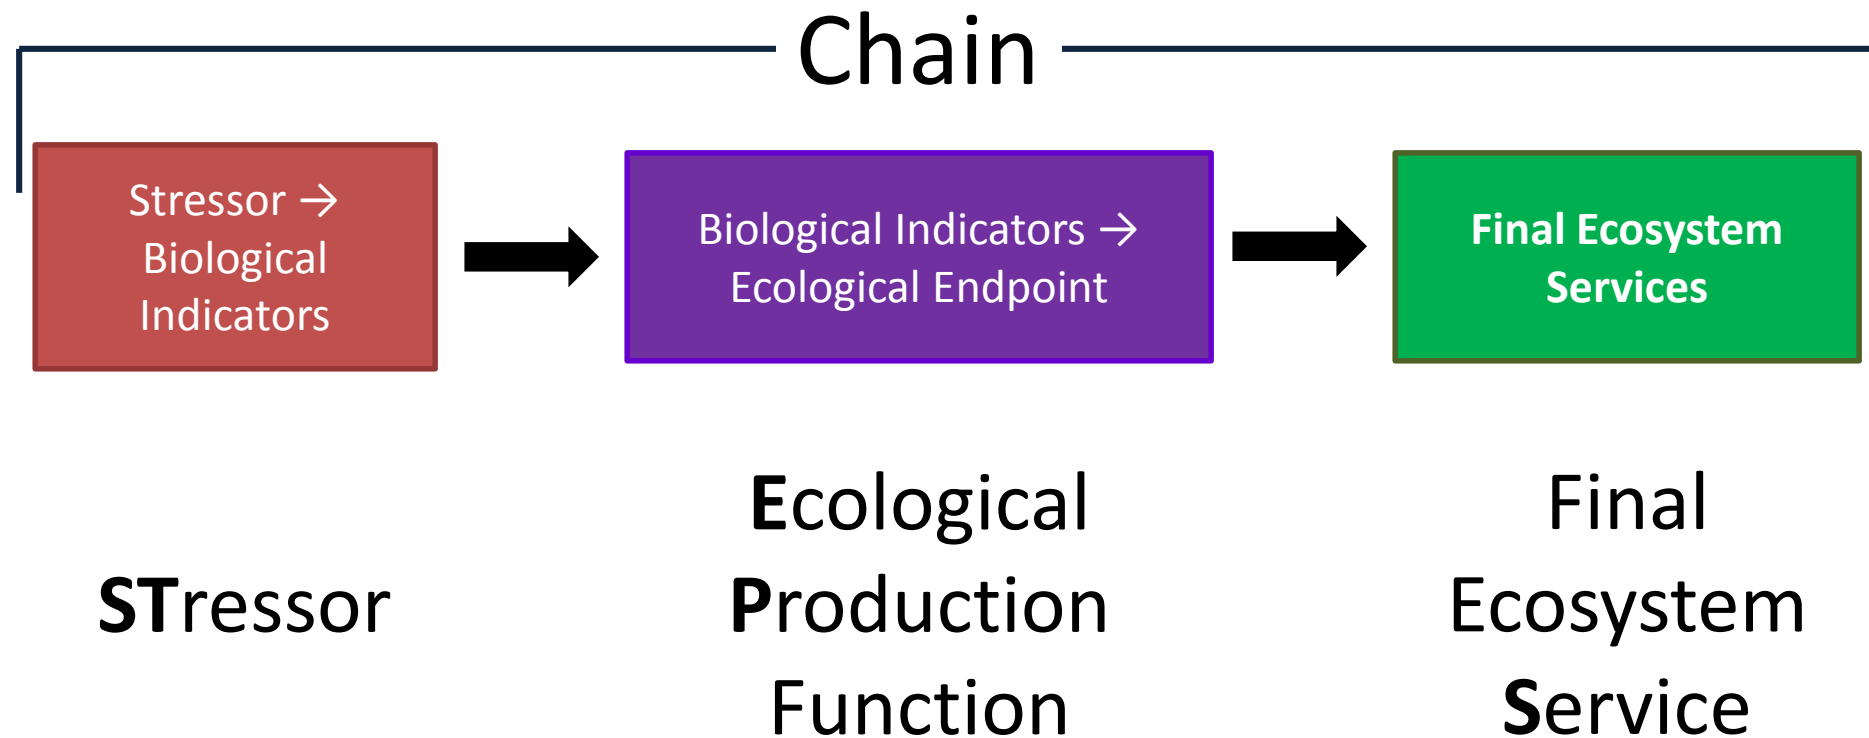 Chain
Stressor →
Biological
Indicators
Biological Indicators →
Ecological Endpoint
Final Ecosystem
Services
STressor
Ecological
Production
Function
Final
Ecosystem
Service